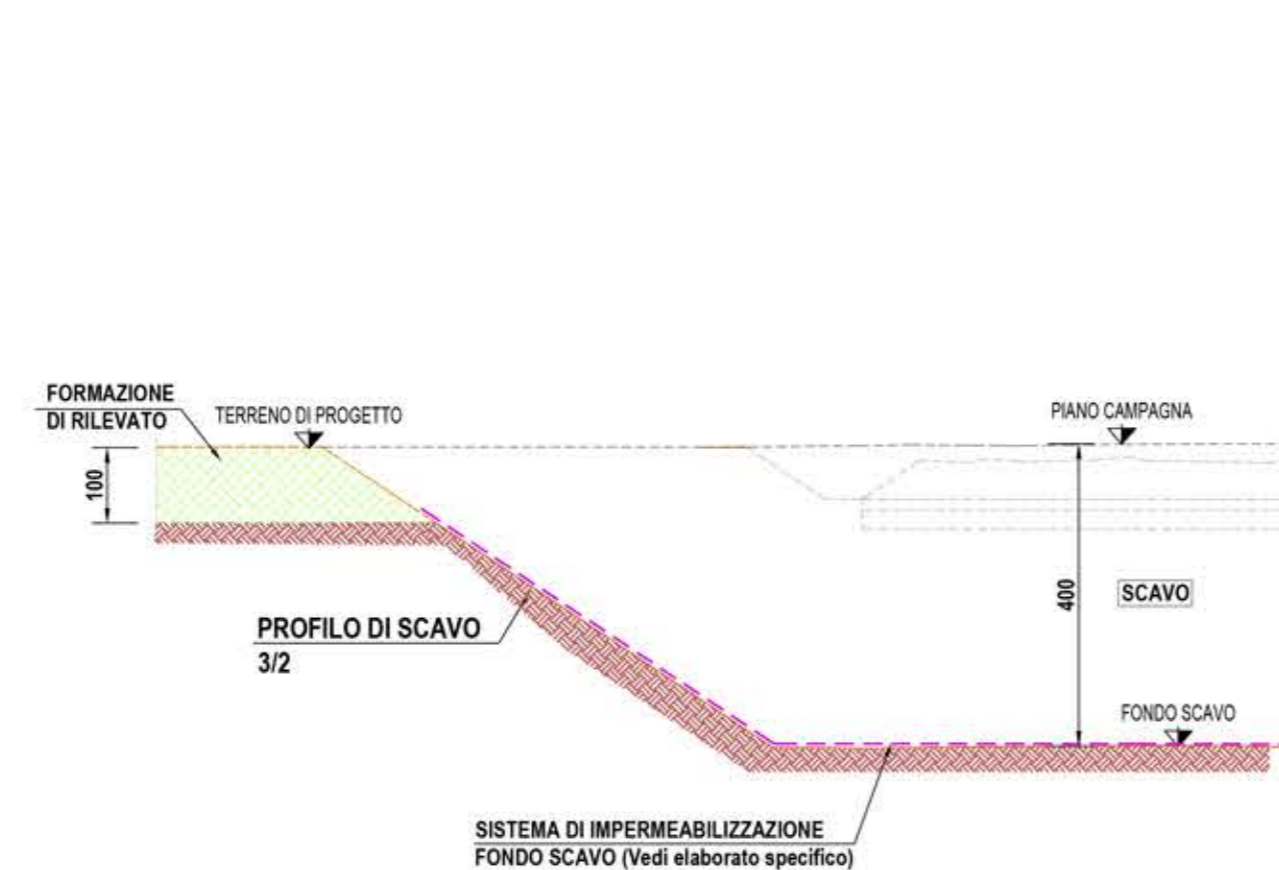 FORMAZIONE
DI RILEVATO
TERRENO DI PROGETTO
PIANO CAMPAGNA
100
400
SCAVO
PROFILO DI SCAVO
3/2
FONDO SCAVO
SISTEMA DI IMPERMEABILIZZAZIONE
FONDO SCAVO (Vedi elaborato specifico)